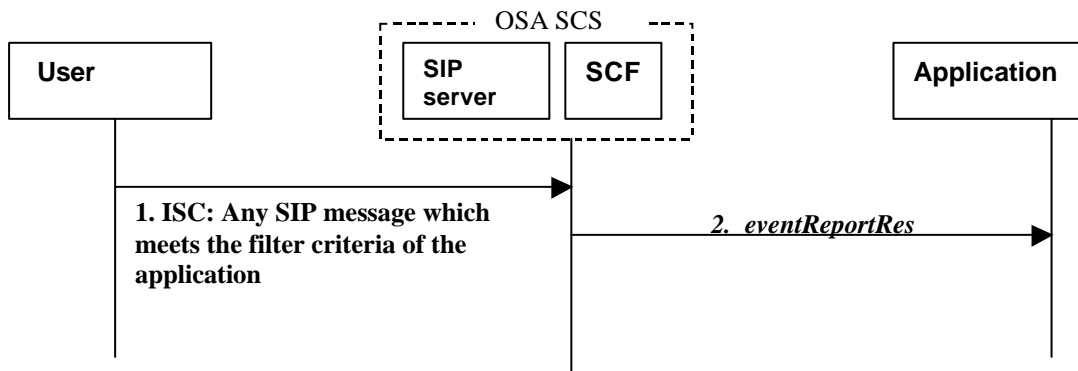 OSA SCS
User
SIP
server
SCF
Application
1. ISC: Any SIP message which
meets the filter criteria of the
application
2. eventReportRes